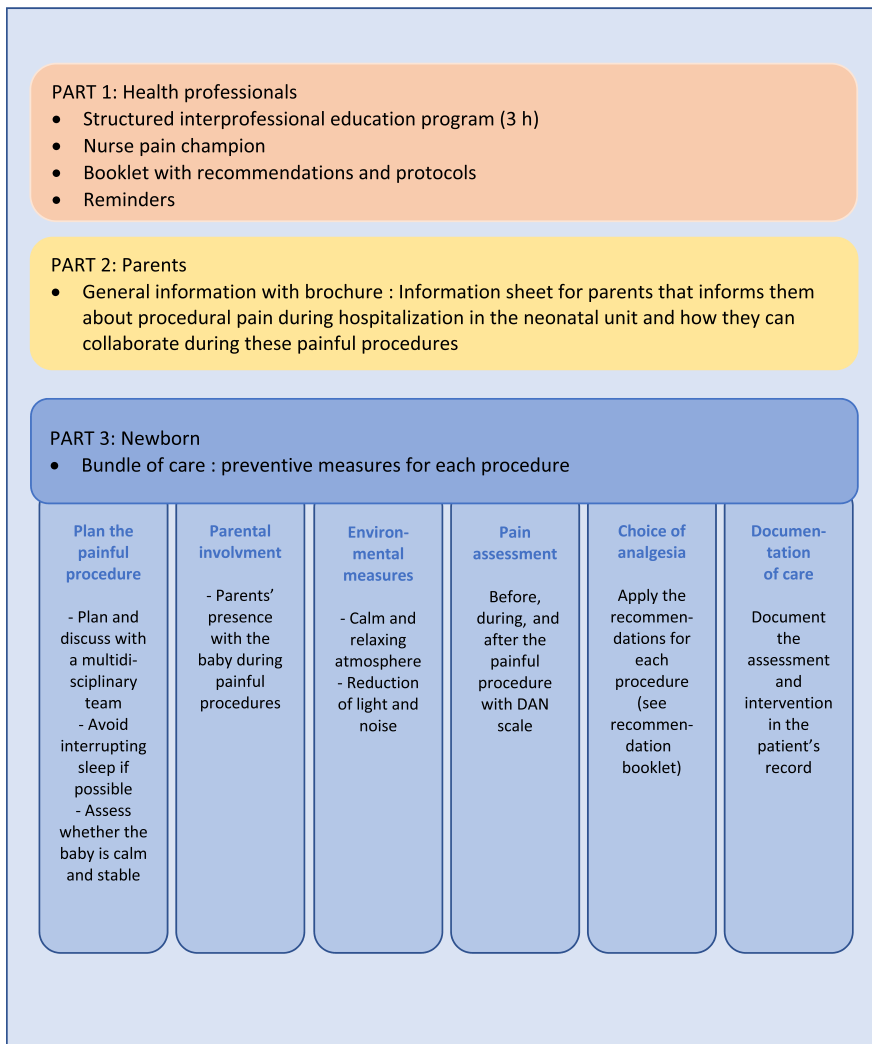 PART 1: Health professionals
• Structured interprofessional education program (3 h)
• Nurse pain champion
• Booklet with recommendations and protocols
• Reminders
PART 2: Parents
• General information with brochure : Information sheet for parents that informs them
about procedural pain during hospitalization in the neonatal unit and how they can
collaborate during these painful procedures
PART 3: Newborn
• Bundle of care : preventive measures for each procedure
Plan the
painful
procedure
- Plan and
discuss with
a multidi-
sciplinary
team
- Avoid
interrupting
sleep if
possible
- Assess
whether the
baby is calm
and stable
Parental
involvment
- Parents’
presence
with the
baby during
painful
procedures
Environ-
mental
measures
- Calm and
relaxing
atmosphere
- Reduction
of light and
noise
Pain
assessment
Before,
during, and
after the
painful
procedure
with DAN
scale
Choice of
analgesia
Apply the
recommen-
dations for
each
procedure
(see
recommen-
dation
booklet)
Documen-
tation
of care
Document
the
assessment
and
intervention
in the
patient’s
record